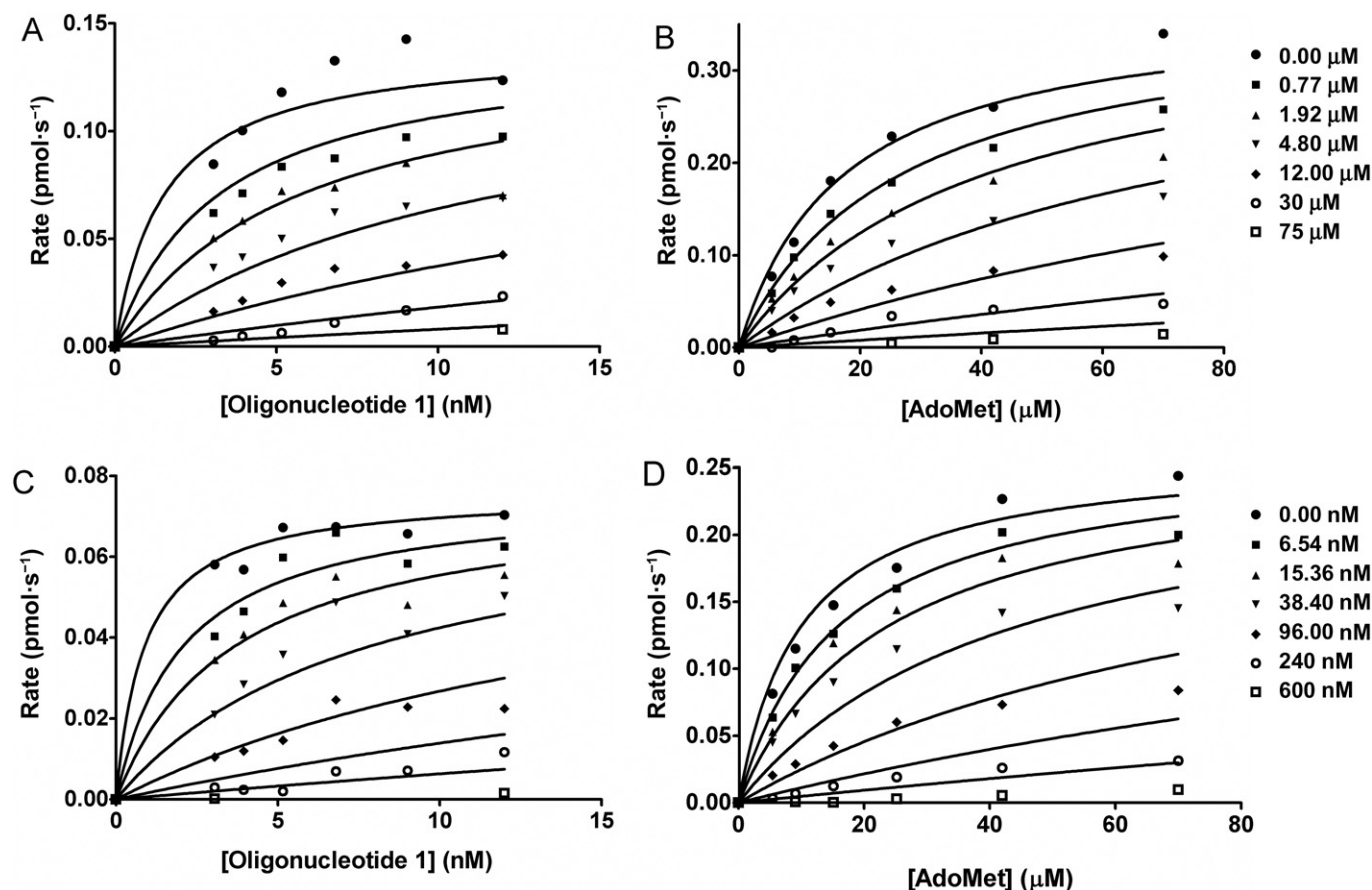 A
B
Rate (pmol·s⁻¹)
0.15
0.10
0.05
0.00
0
5
10
15
[Oligonucleotide 1] (nM)
Rate (pmol·s⁻¹)
0.30
0.20
0.10
0.00
0
20
40
60
80
[AdoMet] (μM)
0.00 μM
0.77 μM
1.92 μM
4.80 μM
12.00 μM
30 μM
75 μM
C
D
Rate (pmol·s⁻¹)
0.08
0.06
0.04
0.02
0.00
0
5
10
15
[Oligonucleotide 1] (nM)
Rate (pmol·s⁻¹)
0.25
0.20
0.15
0.10
0.05
0.00
0
20
40
60
80
[AdoMet] (μM)
0.00 nM
6.54 nM
15.36 nM
38.40 nM
96.00 nM
240 nM
600 nM